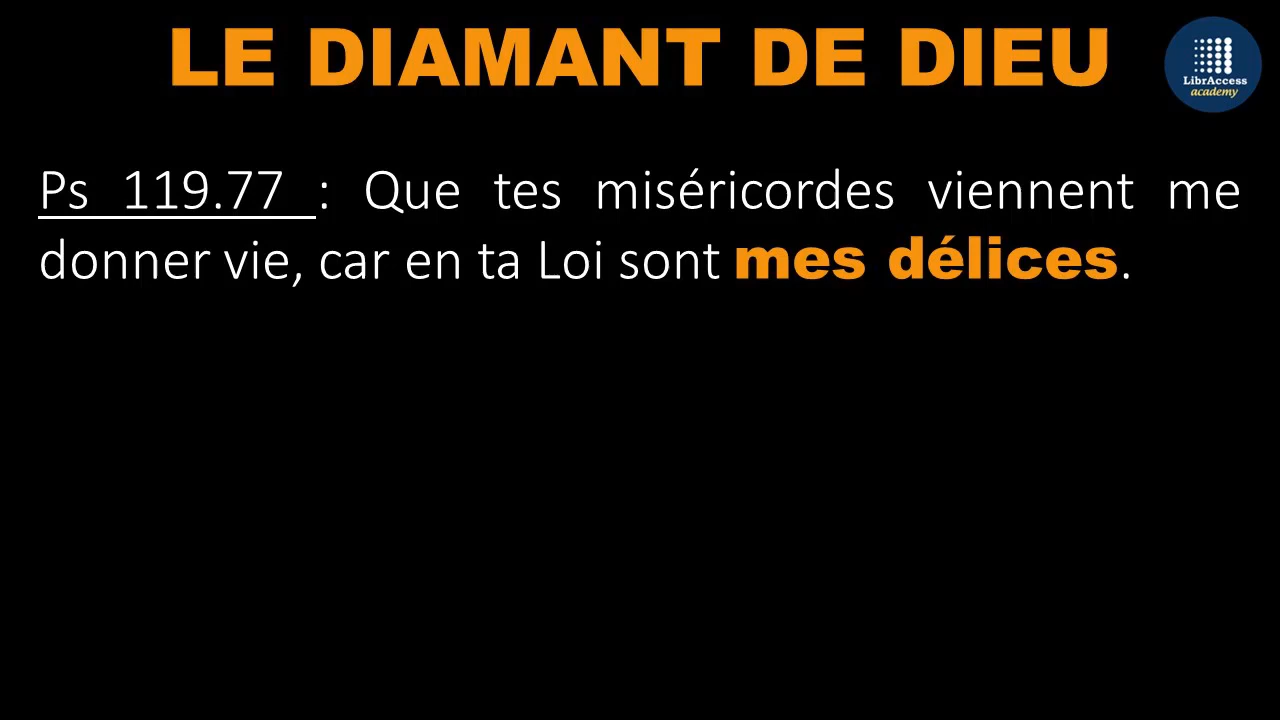 LE DIAMANT DE DIEU
LibrAccess
academy
Ps 119.77 : Que tes miséricordes viennent me
donner vie, car en ta Loi sont mes délices.